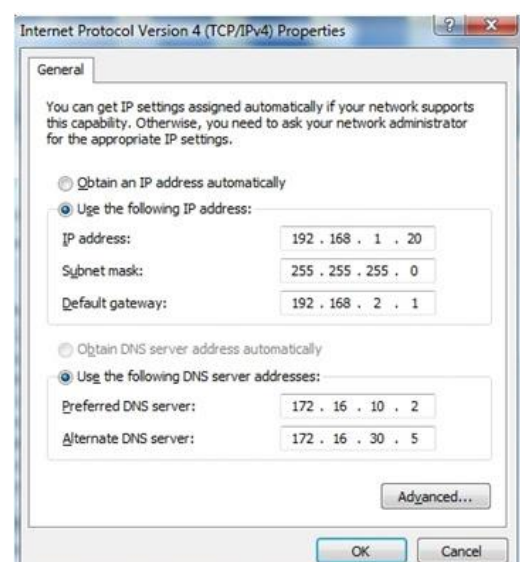 Internet Protocol Version 4 (TCP/IPv4) Properties
?
General
You can get IP settings assigned automatically if your network supports
this capability. Otherwise, you need to ask your network administrator
for the appropriate IP settings.
Obtain an IP address automatically
Use the following IP address:
IP address: 192 . 168 . 1 . 20
Subnet mask: 255 . 255 . 255 . 0
Default gateway: 192 . 168 . 2 . 1
Obtain DNS server address automatically
Use the following DNS server addresses:
Preferred DNS server: 172 . 16 . 10 . 2
Alternate DNS server: 172 . 16 . 30 . 5
Advanced...
OK Cancel